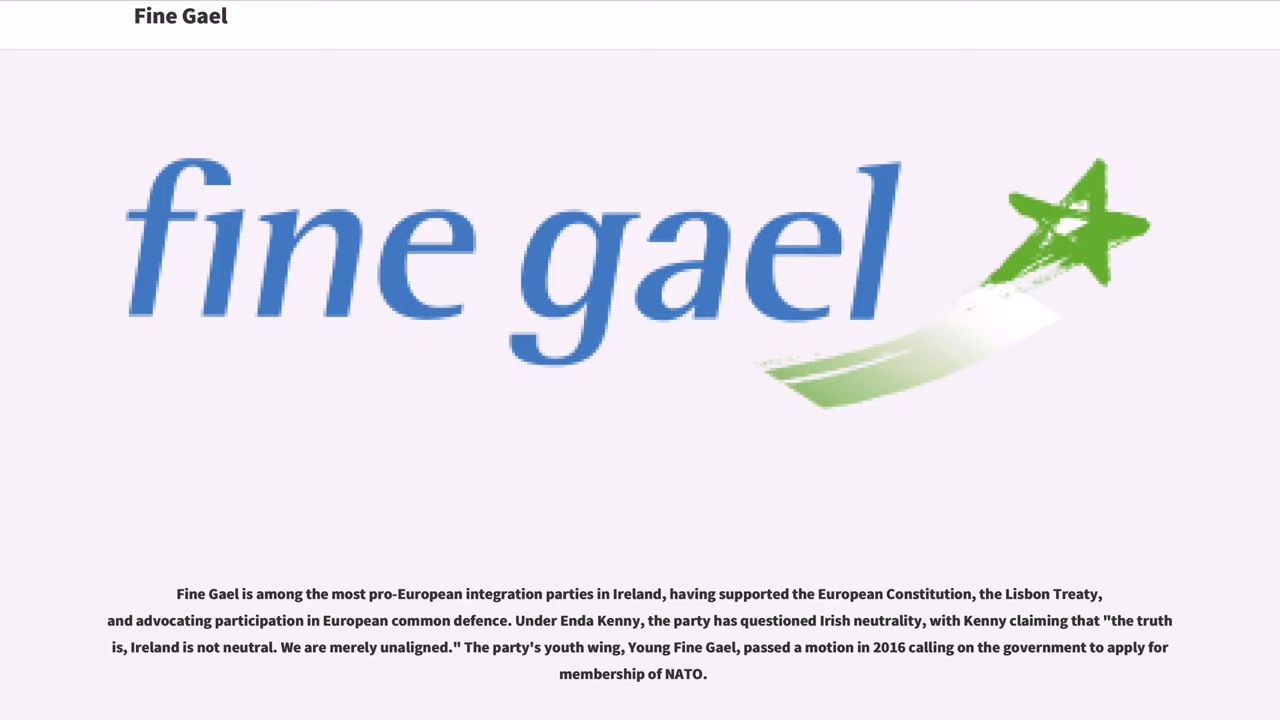 Fine Gael
fine gael
Fine Gael is among the most pro-European integration parties in Ireland, having supported the European Constitution, the Lisbon Treaty,
and advocating participation in European common defence. Under Enda Kenny, the party has questioned Irish neutrality, with Kenny claiming that "the truth
is, Ireland is not neutral. We are merely unaligned." The party's youth wing, Young Fine Gael, passed a motion in 2016 calling on the government to apply for
membership of NATO.